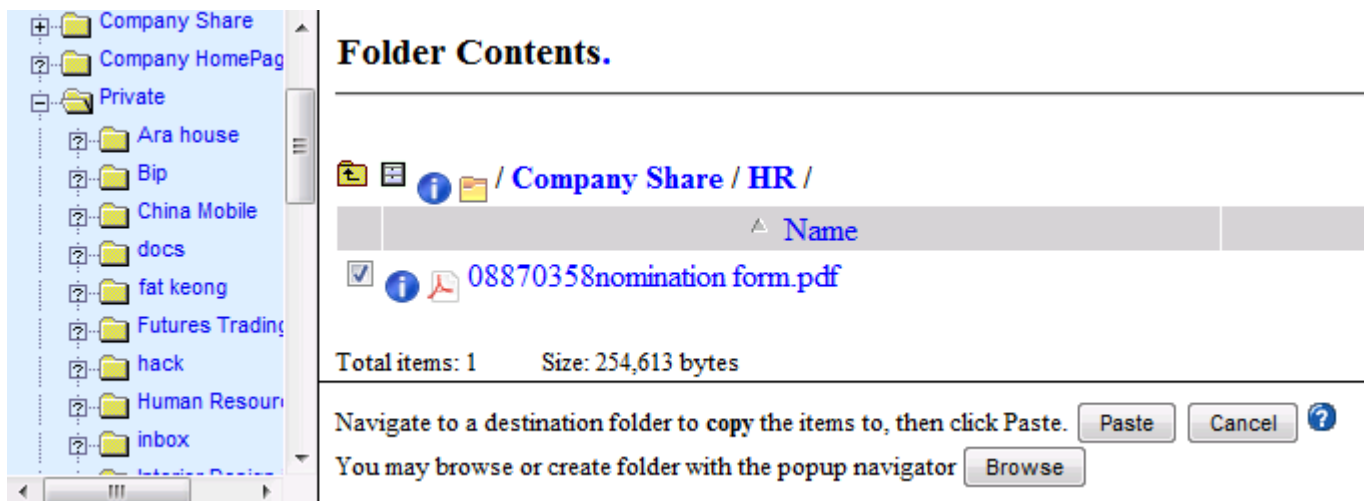 Company Share
Company HomePag
Private
Ara house
Bip
China Mobile
docs
fat keong
Futures Trading
hack
Human Resour
inbox
Folder Contents.
/ Company Share / HR /
Name
08870358nomination form.pdf
Total items: 1 Size: 254,613 bytes
Navigate to a destination folder to copy the items to, then click Paste. Paste Cancel
You may browse or create folder with the popup navigator Browse